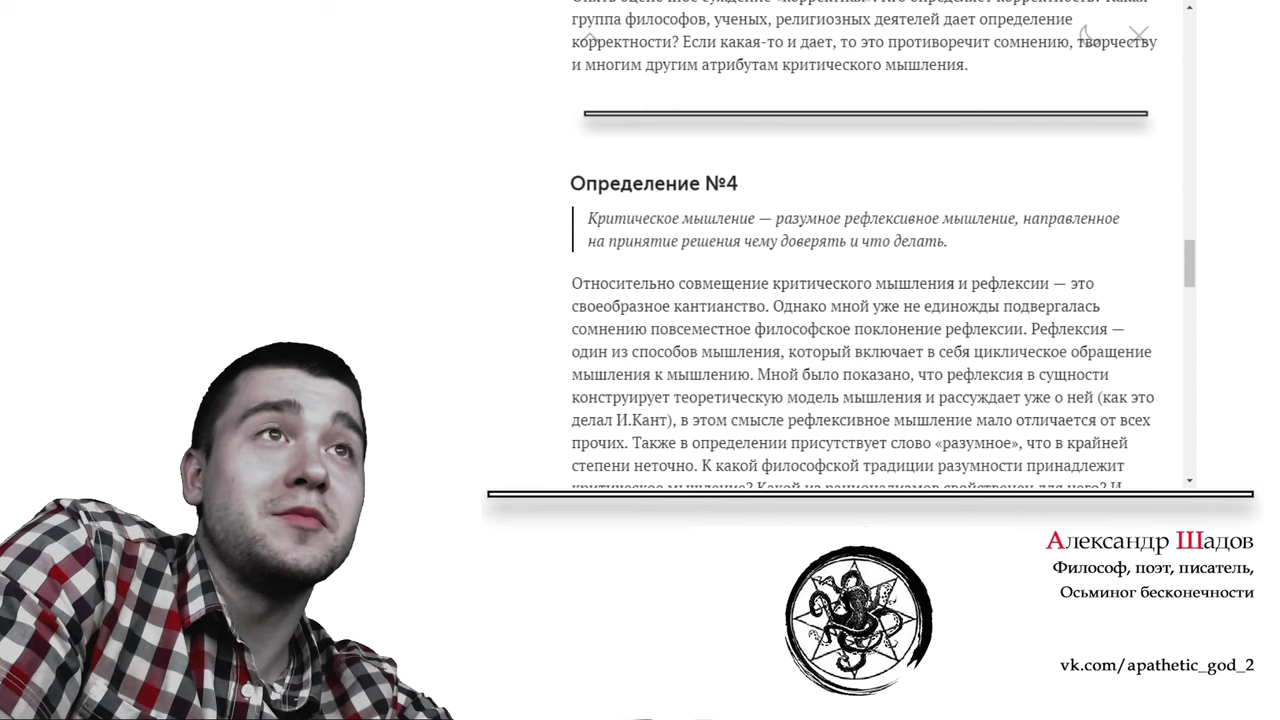 группа философов, ученых, религиозных деятелей дает определение
корректности? Если какая-то и дает, то это противоречит сомнению, творчеству
и многим другим атрибутам критического мышления.
Определение №4
Критическое мышление — разумное рефлексивное мышление, направленное
на принятие решения чему доверять и что делать.
Относительно совмещение критического мышления и рефлексии — это
своеобразное кантианство. Однако мной уже не единожды подвергалась
сомнению повсеместное философское поклонение рефлексии. Рефлексия —
один из способов мышления, который включает в себя циклическое обращение
мышления к мышлению. Мной было показано, что рефлексия в сущности
конструирует теоретическую модель мышления и рассуждает уже о ней (как это
делал И.Кант), в этом смысле рефлексивное мышление мало отличается от всех
прочих. Также в определении присутствует слово «разумное», что в крайней
степени неточно. К какой философской традиции разумности принадлежит
Александр Шадов
Философ, поэт, писатель,
Осьминог бесконечности
vk.com/apathetic_god_2